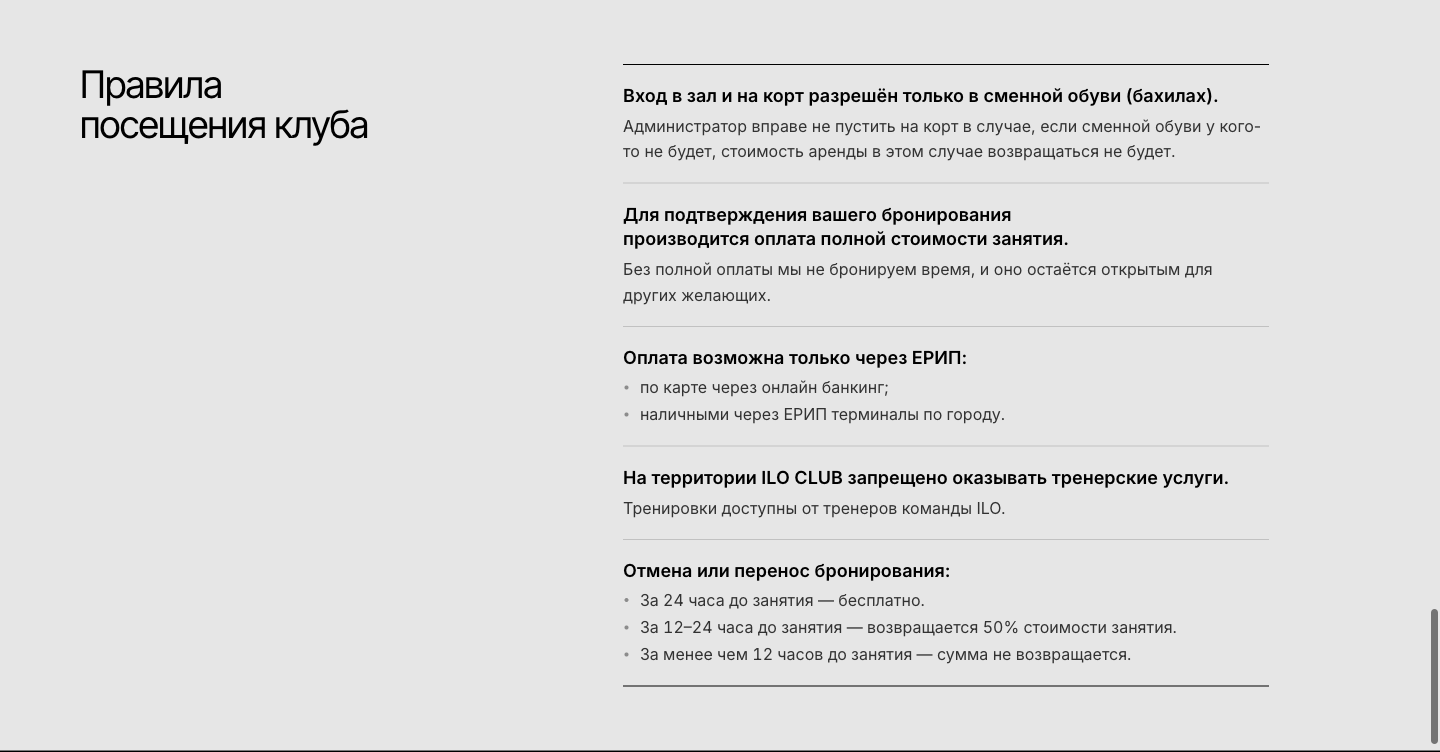 Правила
посещения клуба
Вход в зал и на корт разрешён только в сменной обуви (бахилах).
Администратор вправе не пустить на корт в случае, если сменной обуви у кого-
то не будет, стоимость аренды в этом случае возвращаться не будет.
Для подтверждения вашего бронирования
производится оплата полной стоимости занятия.
Без полной оплаты мы не бронируем время, и оно остаётся открытым для
других желающих.
Оплата возможна только через ЕРИП:
• по карте через онлайн банкинг;
• наличными через ЕРИП терминалы по городу.
На территории ILO CLUB запрещено оказывать тренерские услуги.
Тренировки доступны от тренеров команды ILO.
Отмена или перенос бронирования:
• За 24 часа до занятия — бесплатно.
• За 12–24 часа до занятия — возвращается 50% стоимости занятия.
• За менее чем 12 часов до занятия — сумма не возвращается.